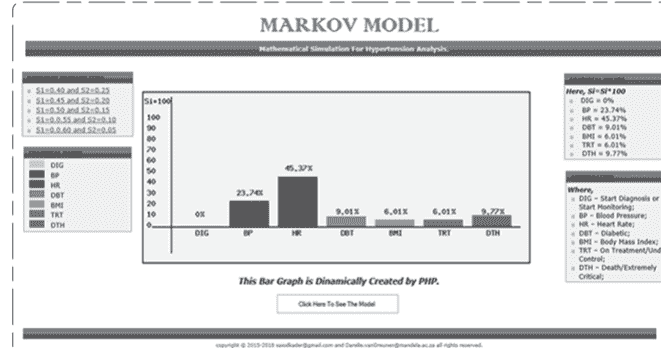 MARKOV MODEL
Mathematical Simulation For Hypertension Analysis.
S1=0.40 and S2=0.25
S1=0.45 and S2=0.20
S1=0.50 and S2=0.15
S1=0.0.55 and S2=0.10
S1=0.0.60 and S2=0.05
DIG
BP
HR
DBT
BMI
TRT
DTH
Si*100
100
90
80
70
60
50
40
30
20
10
0
0%
23,74%
45,37%
9,01%
6,01%
6,01%
9,77%
DIG BP HR DBT BMI TRT DTH
Here, Si=Si*100
DIG = 0%
BP = 23.74%
HR = 45.37%
DBT = 9.01%
BMI = 6.01%
TRT = 6.01%
DTH = 9.77%
Where,
DIG – Start Diagnosis or
Start Monitoring;
BP – Blood Pressure;
HR – Heart Rate;
DBT – Diabetic;
BMI – Body Mass Index;
TRT – On Treatment/Und
Control;
DTH – Death/Extremely
Critical;
This Bar Graph is Dinamically Created by PHP.
Click Here To See The Model
all rights reserved.